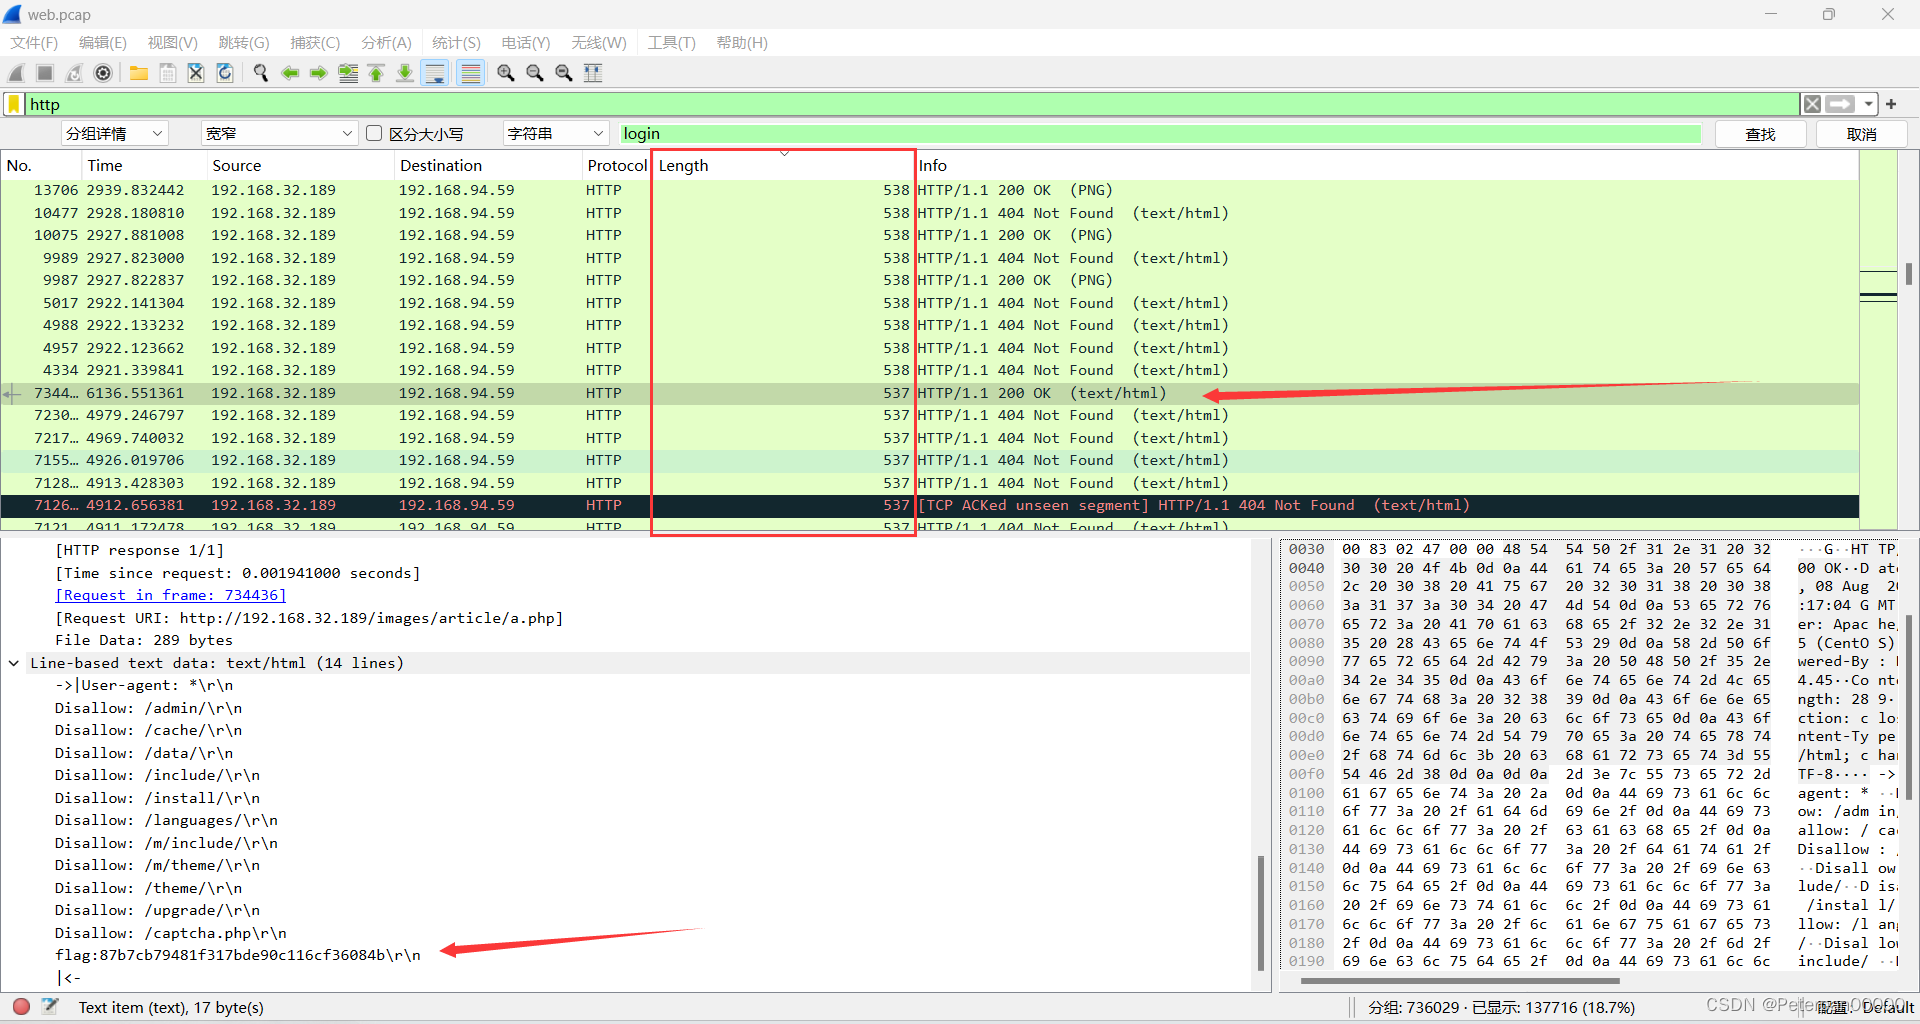 web.pcap
文件(F) 编辑(E) 视图(V) 跳转(G) 捕获(C) 分析(A) 统计(S) 电话(Y) 无线(W) 工具(T) 帮助(H)
http
分组详情 宽窄 区分大小写 字符串 login 查找 取消
No. Time Source Destination Protocol Length Info
13706 2939.832442 192.168.32.189 192.168.94.59 HTTP 538 HTTP/1.1 200 OK (PNG)
10477 2928.180810 192.168.32.189 192.168.94.59 HTTP 538 HTTP/1.1 404 Not Found (text/html)
10075 2927.881008 192.168.32.189 192.168.94.59 HTTP 538 HTTP/1.1 200 OK (PNG)
9989 2927.823000 192.168.32.189 192.168.94.59 HTTP 538 HTTP/1.1 404 Not Found (text/html)
9987 2927.822837 192.168.32.189 192.168.94.59 HTTP 538 HTTP/1.1 200 OK (PNG)
5017 2922.141304 192.168.32.189 192.168.94.59 HTTP 538 HTTP/1.1 404 Not Found (text/html)
4988 2922.133232 192.168.32.189 192.168.94.59 HTTP 538 HTTP/1.1 404 Not Found (text/html)
4957 2922.123662 192.168.32.189 192.168.94.59 HTTP 538 HTTP/1.1 404 Not Found (text/html)
4334 2921.339841 192.168.32.189 192.168.94.59 HTTP 538 HTTP/1.1 404 Not Found (text/html)
7344… 6136.551361 192.168.32.189 192.168.94.59 HTTP 537 HTTP/1.1 200 OK (text/html)
7230… 4979.246797 192.168.32.189 192.168.94.59 HTTP 537 HTTP/1.1 404 Not Found (text/html)
7217… 4969.740032 192.168.32.189 192.168.94.59 HTTP 537 HTTP/1.1 404 Not Found (text/html)
7155… 4926.019706 192.168.32.189 192.168.94.59 HTTP 537 HTTP/1.1 404 Not Found (text/html)
7128… 4913.428303 192.168.32.189 192.168.94.59 HTTP 537 HTTP/1.1 404 Not Found (text/html)
7126… 4912.656381 192.168.32.189 192.168.94.59 HTTP 537 [TCP ACKed unseen segment] HTTP/1.1 404 Not Found (text/html)
7121 4911.172478 192.168.32.189 192.168.94.59 HTTP 537 HTTP/1.1 404 Not Found (text/html)
[HTTP response 1/1]
[Time since request: 0.001941000 seconds]
[Request in frame: 734436]
[Request URI: http://192.168.32.189/images/article/a.php]
File Data: 289 bytes
Line-based text data: text/html (14 lines)
->|User-agent: *\r\n
Disallow: /admin/\r\n
Disallow: /cache/\r\n
Disallow: /data/\r\n
Disallow: /include/\r\n
Disallow: /install/\r\n
Disallow: /languages/\r\n
Disallow: /m/include/\r\n
Disallow: /m/theme/\r\n
Disallow: /theme/\r\n
Disallow: /upgrade/\r\n
Disallow: /captcha.php\r\n
flag:87b7cb79481f317bde90c116cf36084b\r\n
|<-
0030 00 83 02 47 00 00 48 54 54 50 2f 31 2e 31 20 32 ···G··HT TP/
0040 30 30 20 4f 4b 0d 0a 44 61 74 65 3a 20 57 65 64 00 OK··D at
0050 2c 20 30 38 20 41 75 67 20 32 30 31 38 20 30 38 , 08 Aug 20
0060 3a 31 37 3a 30 34 20 47 4d 54 0d 0a 53 65 72 76 :17:04 G MT
0070 65 72 3a 20 41 70 61 63 68 65 2f 32 2e 32 2e 31 er: Apac he/
0080 35 20 28 43 65 6e 74 4f 53 29 0d 0a 58 2d 50 6f 5 (CentO S)
0090 77 65 72 65 64 2d 42 79 3a 20 50 48 50 2f 35 2e wered-By :
00a0 34 2e 34 35 0d 0a 43 6f 6e 74 65 6e 74 2d 4c 65 4.45··Co nte
00b0 6e 67 74 68 3a 20 32 38 39 0d 0a 43 6f 6e 6e 65 ngth: 28 9·
00c0 63 74 69 6f 6e 3a 20 63 6c 6f 73 65 0d 0a 43 6f ction: c los
00d0 6e 74 65 6e 74 2d 54 79 70 65 3a 20 74 65 78 74 ntent-Ty pe
00e0 2f 68 74 6d 6c 3b 20 63 68 61 72 73 65 74 3d 55 /html; c ha
00f0 54 46 2d 38 0d 0a 0d 0a 2d 3e 7c 55 73 65 72 2d TF-8···· ->
0100 61 67 65 6e 74 3a 20 2a 0d 0a 44 69 73 61 6c 6c agent: * ··
0110 6f 77 3a 20 2f 61 64 6d 69 6e 2f 0d 0a 44 69 73 ow: /adm in/
0120 61 6c 6c 6f 77 3a 20 2f 63 61 63 68 65 2f 0d 0a allow: / ca
0130 44 69 73 61 6c 6c 6f 77 3a 20 2f 64 61 74 61 2f Disallow :
0140 0d 0a 44 69 73 61 6c 6c 6f 77 3a 20 2f 69 6e 63 ··Disall ow
0150 6c 75 64 65 2f 0d 0a 44 69 73 61 6c 6c 6f 77 3a lude/··D is
0160 20 2f 69 6e 73 74 61 6c 6c 2f 0d 0a 44 69 73 61 /instal l/
0170 6c 6c 6f 77 3a 20 2f 6c 61 6e 67 75 61 67 65 73 llow: /l ang
0180 2f 0d 0a 44 69 73 61 6c 6c 6f 77 3a 20 2f 6d 2f /··Disal low
0190 69 6e 63 6c 75 64 65 2f 0d 0a 44 69 73 61 6c 6c include/ ··
Text item (text), 17 byte(s) 分组: 736029 · 已显示: 137716 (18.7%) 配置: Default